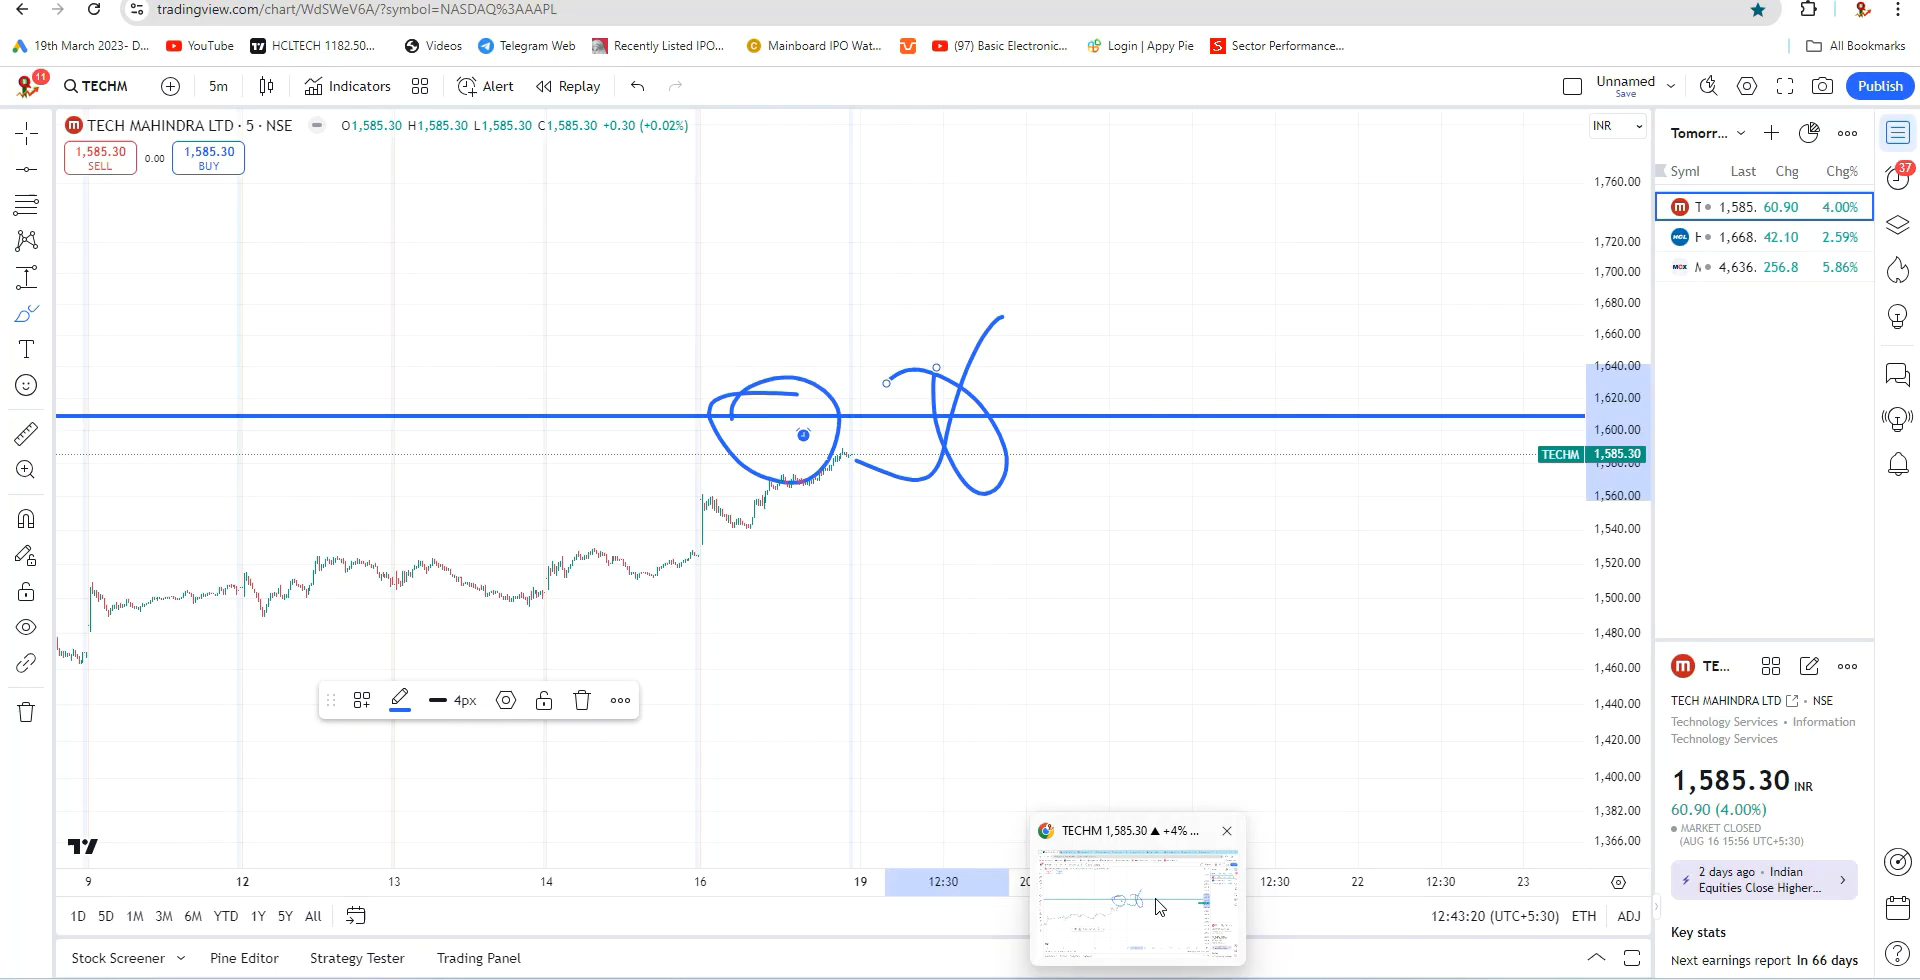 tradingview.com/chart/WdSWeV6A/?symbol=NASDAQ%3AAAPL
19th March 2023- D...
YouTube
HCLTECH 1182.50...
Videos
Telegram Web
Recently Listed IPO...
Mainboard IPO Wat...
(97) Basic Electronic...
Login | Appy Pie
Sector Performance...
All Bookmarks
11
TECHM
5m
Indicators
Alert
Replay
Unnamed
Save
Publish
TECH MAHINDRA LTD · 5 · NSE
O1,585.30 H1,585.30 L1,585.30 C1,585.30 +0.30 (+0.02%)
1,585.30
SELL
0.00
1,585.30
BUY
INR
1,760.00
1,720.00
1,700.00
1,680.00
1,660.00
1,640.00
1,620.00
1,600.00
TECHM 1,585.30
1,580.00
1,560.00
1,540.00
1,520.00
1,500.00
1,480.00
1,460.00
1,440.00
1,420.00
1,400.00
1,382.00
1,366.00
4px
TECHM 1,585.30 ▲ +4% ...
9 12 13 14 16 19 12:30 20 12:30 22 12:30 23
1D 5D 1M 3M 6M YTD 1Y 5Y All
12:43:20 (UTC+5:30) ETH ADJ
Stock Screener
Pine Editor
Strategy Tester
Trading Panel
Tomorr...
Syml Last Chg Chg%
T 1,585. 60.90 4.00%
HCL H 1,668. 42.10 2.59%
MCX M 4,636. 256.8 5.86%
37
TE...
TECH MAHINDRA LTD • NSE
Technology Services • Information
Technology Services
1,585.30 INR
60.90 (4.00%)
MARKET CLOSED
(AUG 16 15:56 UTC+5:30)
2 days ago • Indian
Equities Close Higher...
Key stats
Next earnings report In 66 days